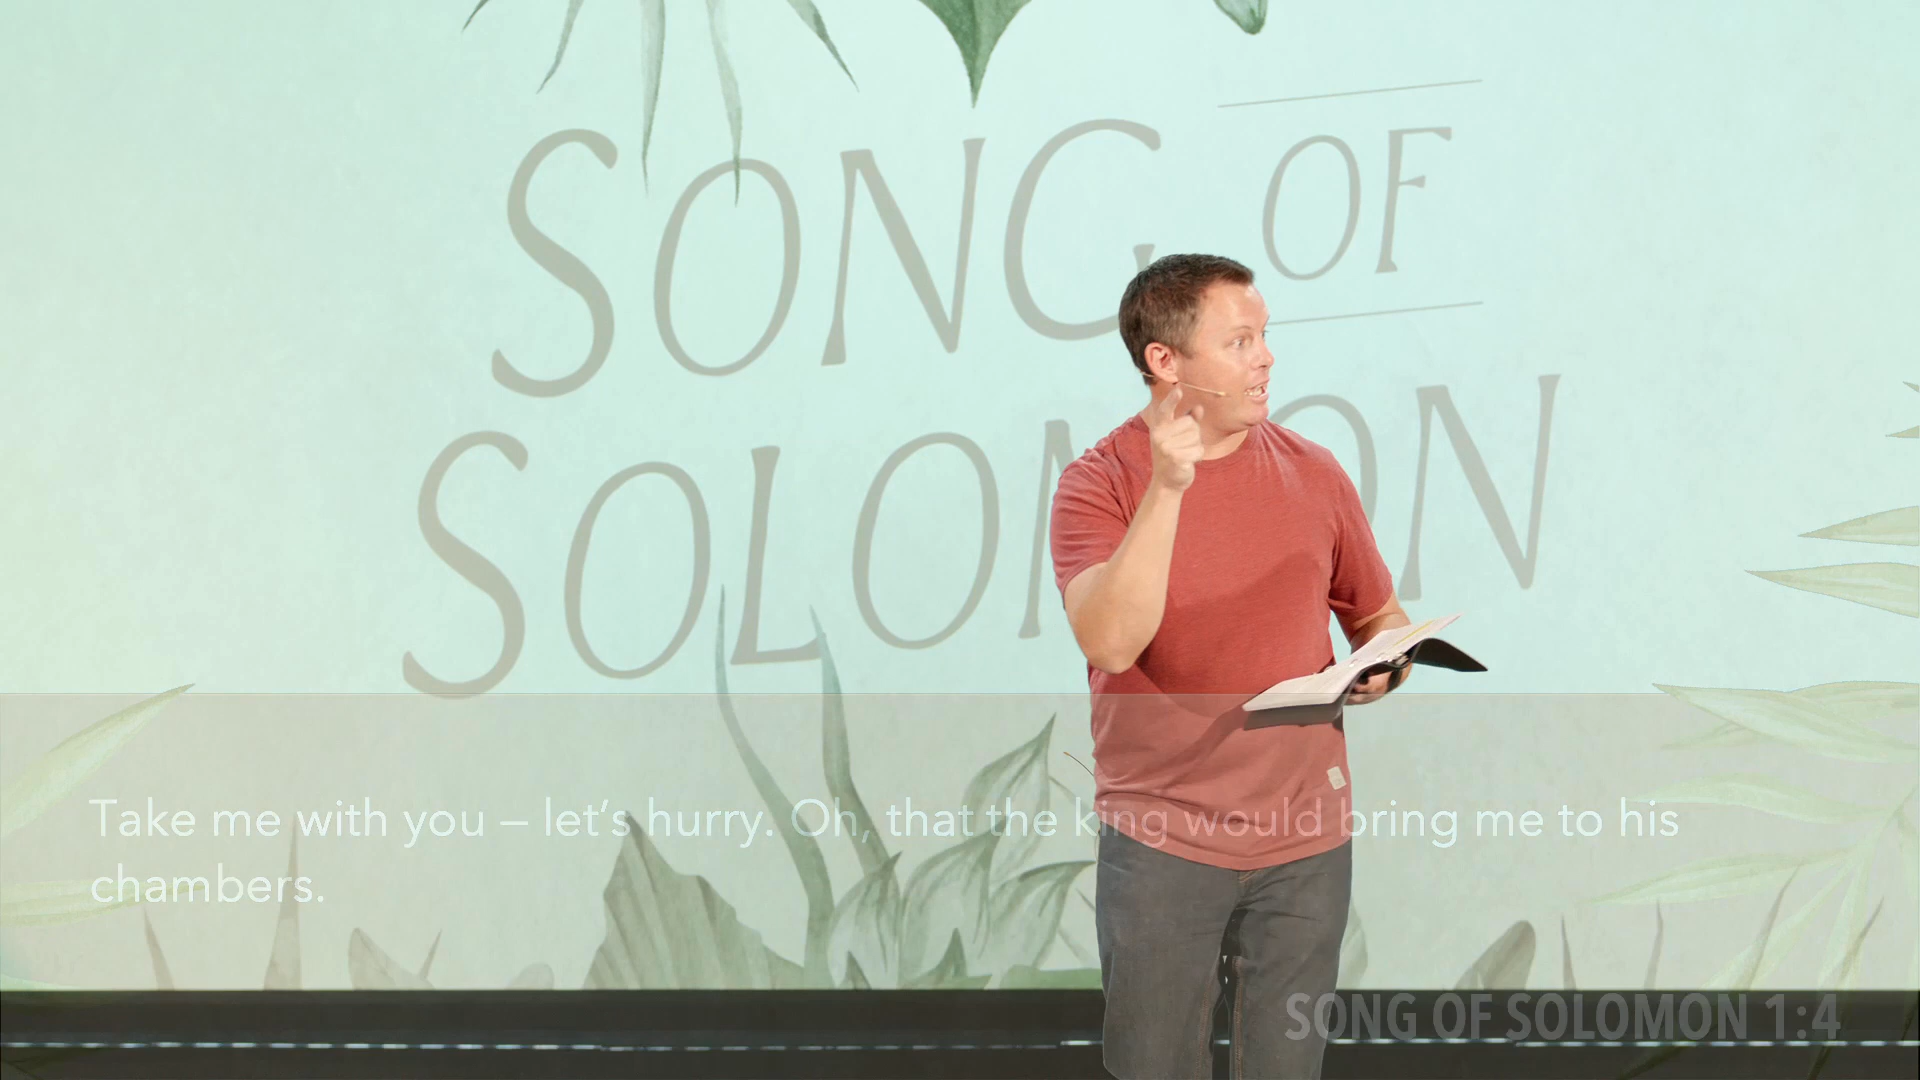 SONG OF
SOLOMON
Take me with you – let’s hurry. Oh, that the king would bring me to his
chambers.
SONG OF SOLOMON 1:4